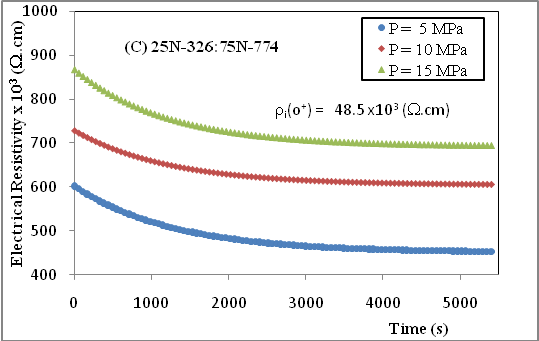 Electrical Resistivity x 10³ (Ω.cm)
1000
900
800
700
600
500
400
(C) 25N-326:75N-774
P = 5 MPa
P = 10 MPa
P = 15 MPa
ρᵢ(o⁺) = 48.5 x10³ (Ω.cm)
0 1000 2000 3000 4000 5000
Time (s)